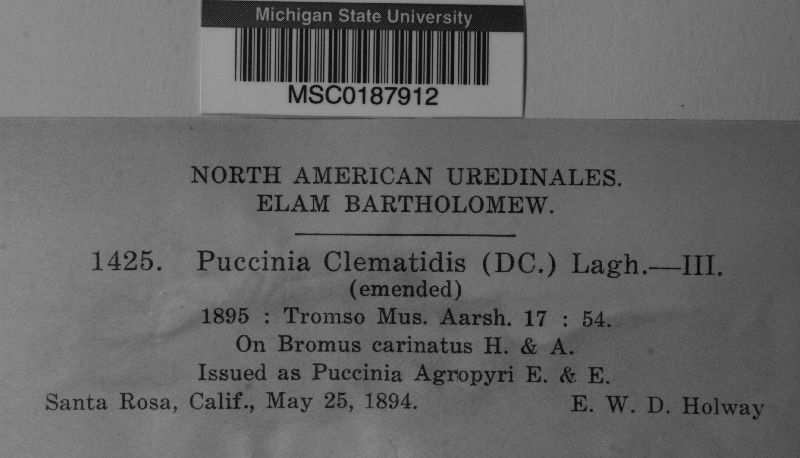 Michigan State University
MSC0187912
NORTH AMERICAN UREDINALES.
ELAM BARTHOLOMEW.
1425. Puccinia Clematidis (DC.) Lagh.—III.
(emended)
1895 : Tromso Mus. Aarsh. 17 : 54.
On Bromus carinatus H. & A.
Issued as Puccinia Agropyri E. & E.
Santa Rosa, Calif., May 25, 1894. E. W. D. Holway